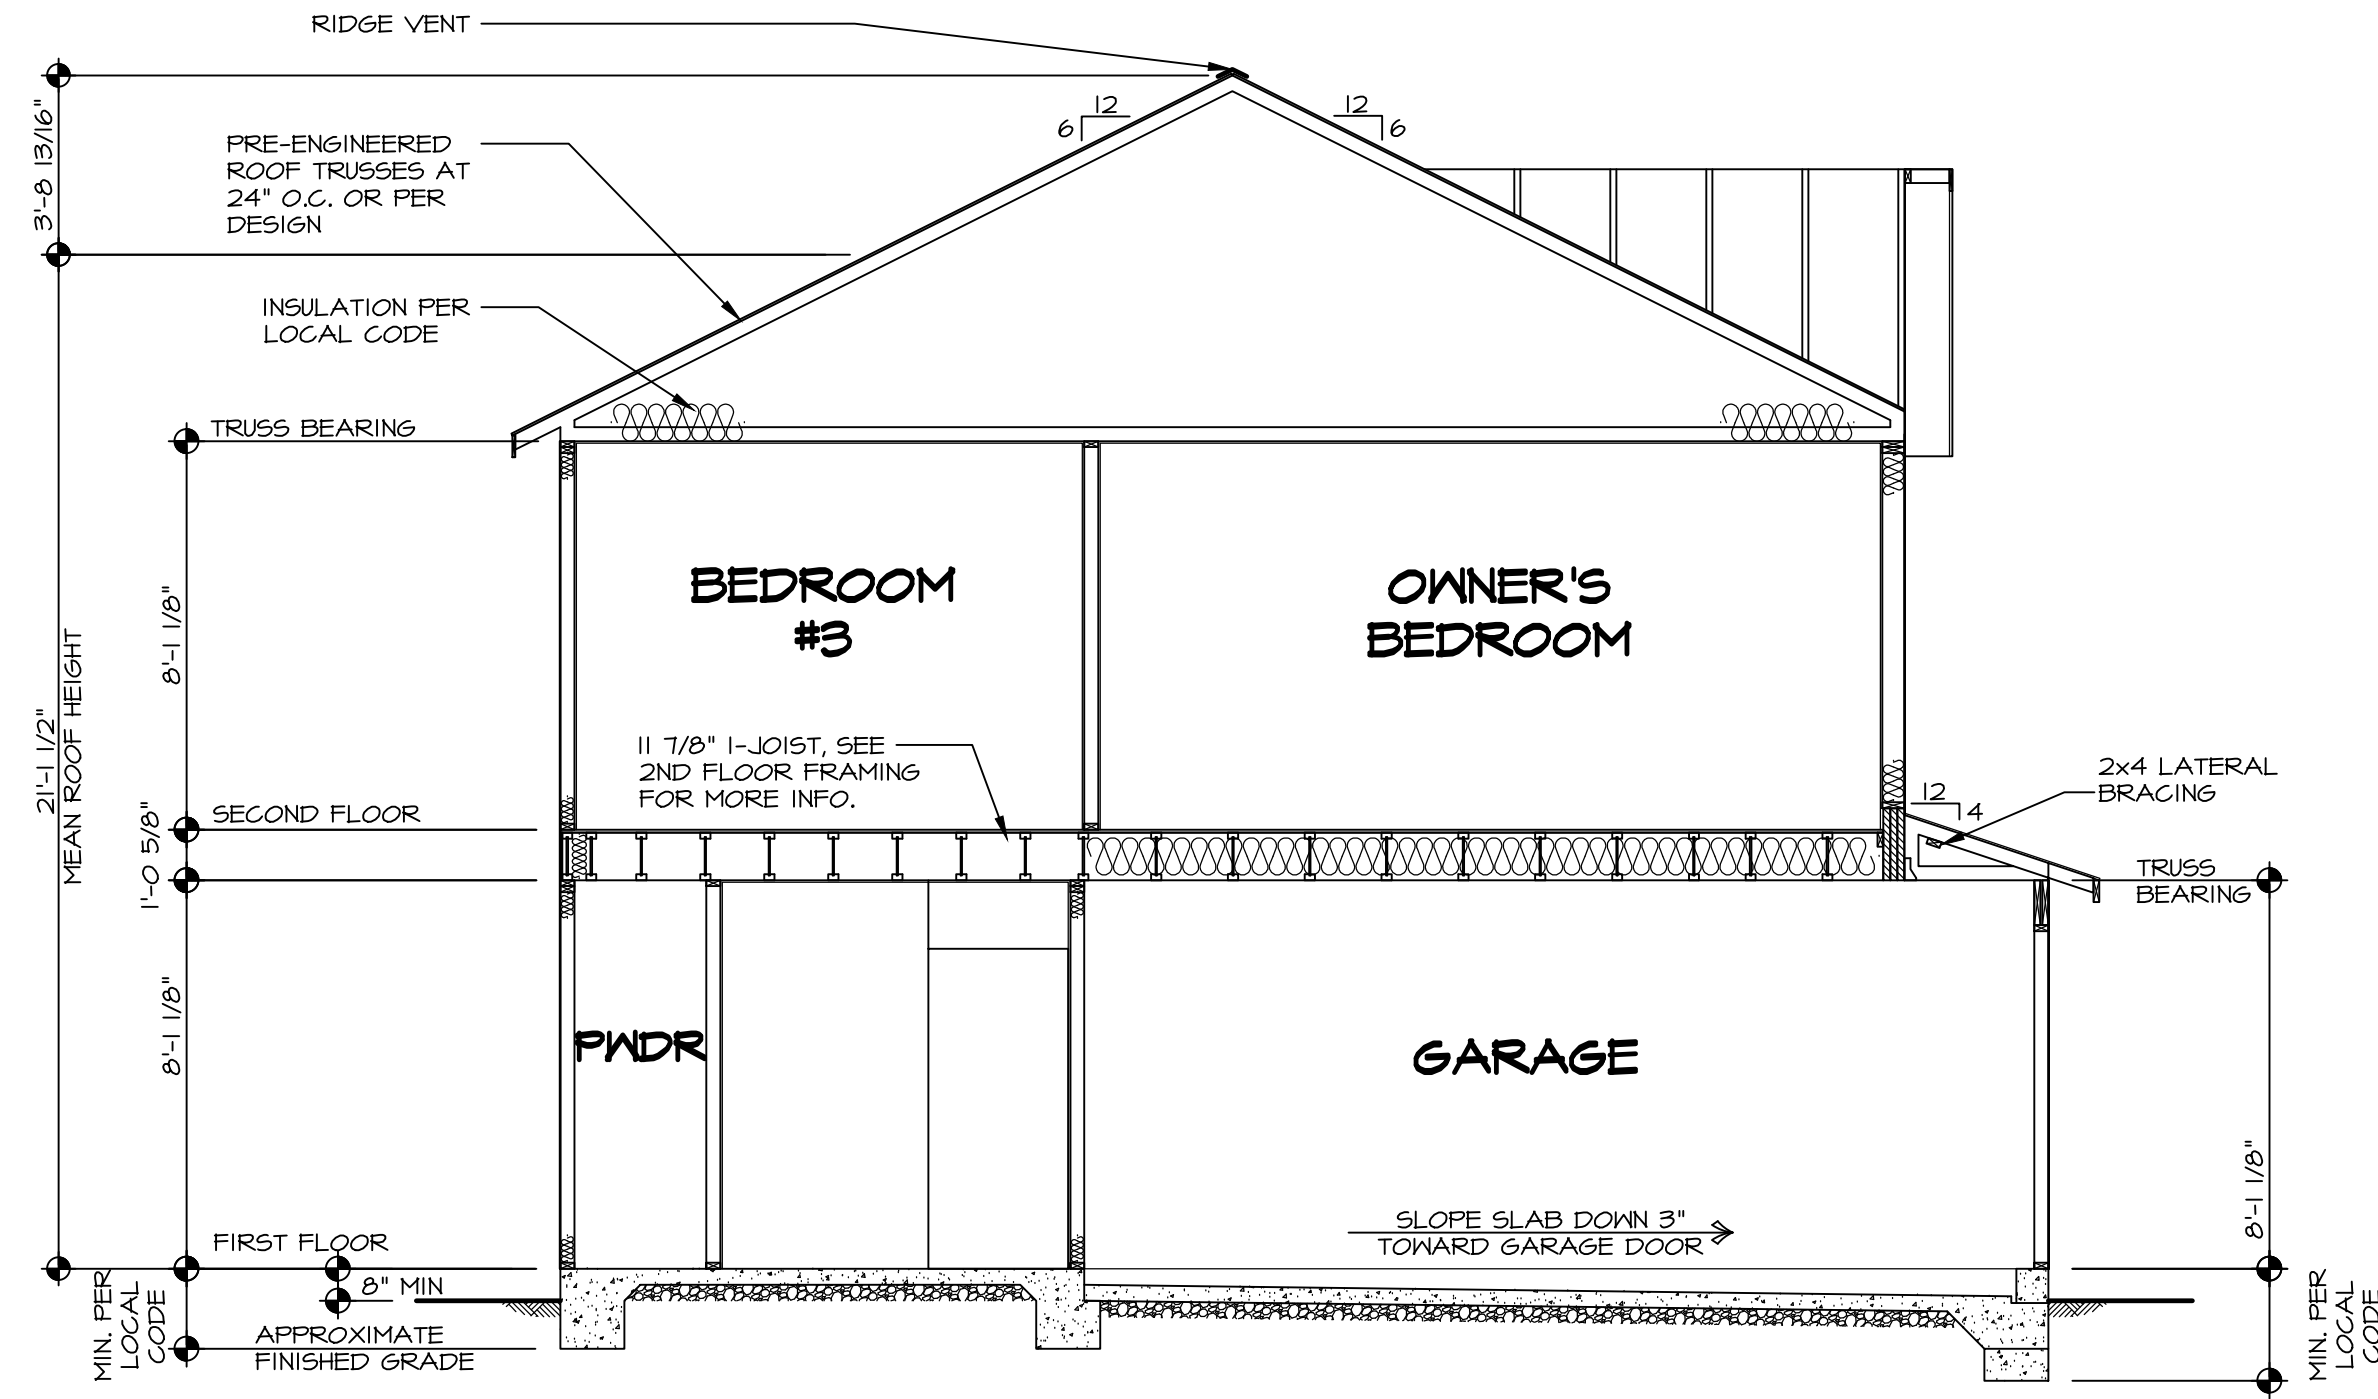 RIDGE VENT
12
6
12
6
3'-8 13/16"
PRE-ENGINEERED
ROOF TRUSSES AT
24" O.C. OR PER
DESIGN
INSULATION PER
LOCAL CODE
TRUSS BEARING
8'-1 1/8"
BEDROOM
#3
OWNER'S
BEDROOM
21'-1 1/2"
MEAN ROOF HEIGHT
11 7/8" I-JOIST, SEE
2ND FLOOR FRAMING
FOR MORE INFO.
2x4 LATERAL
BRACING
12
4
SECOND FLOOR
1'-0 5/8"
TRUSS
BEARING
8'-1 1/8"
PWDR
GARAGE
8'-1 1/8"
SLOPE SLAB DOWN 3"
TOWARD GARAGE DOOR
FIRST FLOOR
8" MIN
MIN. PER
LOCAL
CODE
APPROXIMATE
FINISHED GRADE
MIN. PER
LOCAL
CODE